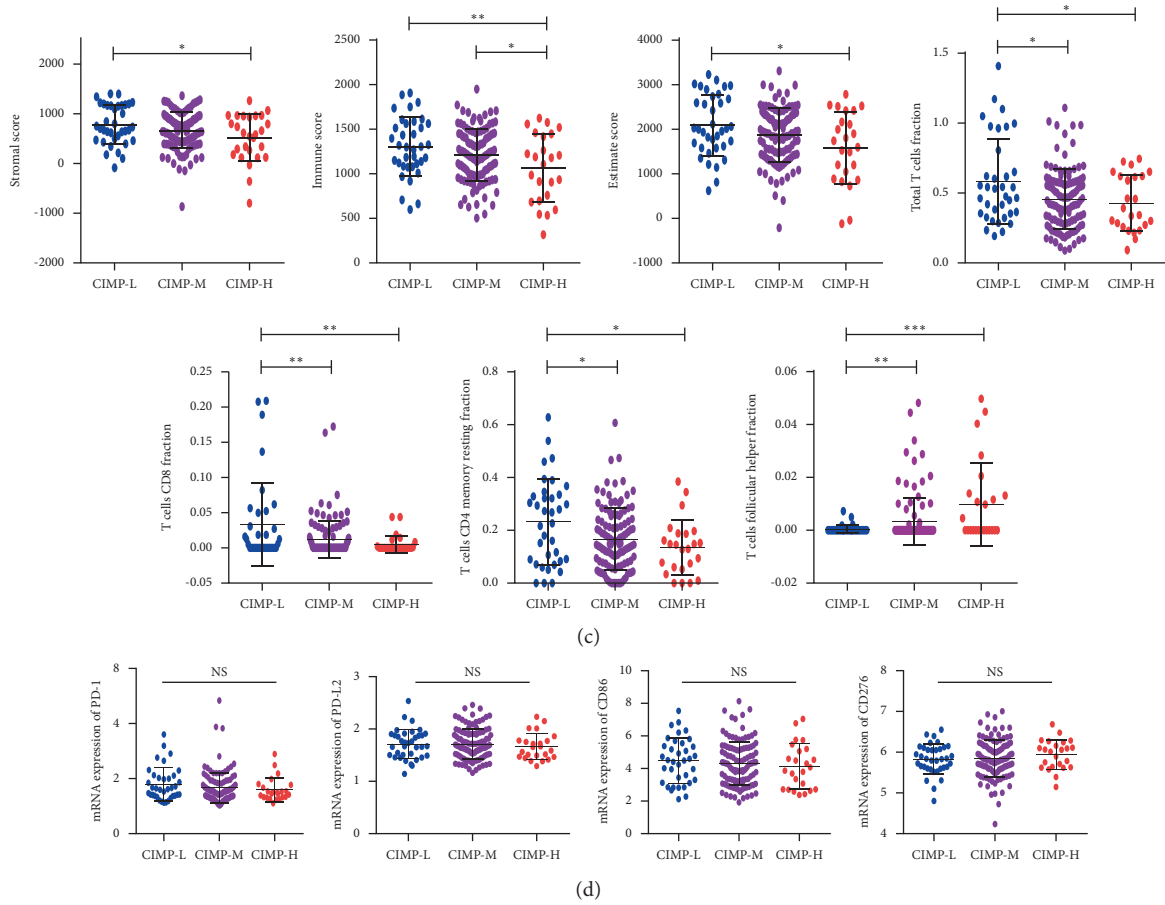 **
*
*
*
*
*
Stromal score
2000
1000
0
-1000
-2000
CIMP-L CIMP-M CIMP-H
Immune score
2500
2000
1500
1000
500
0
CIMP-L CIMP-M CIMP-H
Estimate score
4000
3000
2000
1000
0
-1000
CIMP-L CIMP-M CIMP-H
Total T cells fraction
1.5
1.0
0.5
0.0
CIMP-L CIMP-M CIMP-H
**
**
T cells CD8 fraction
0.25
0.20
0.15
0.10
0.05
0.00
-0.05
CIMP-L CIMP-M CIMP-H
*
*
T cells CD4 memory resting fraction
0.8
0.6
0.4
0.2
0.0
CIMP-L CIMP-M CIMP-H
***
**
T cells follicular helper fraction
0.06
0.04
0.02
0.00
-0.02
CIMP-L CIMP-M CIMP-H
(c)
NS
mRNA expression of PD-1
8
4
2
0
CIMP-L CIMP-M CIMP-H
NS
mRNA expression of PD-L2
3
2
1
0
CIMP-L CIMP-M CIMP-H
NS
mRNA expression of CD86
10
8
6
4
2
0
CIMP-L CIMP-M CIMP-H
NS
mRNA expression of CD276
8
7
6
5
4
CIMP-L CIMP-M CIMP-H
(d)